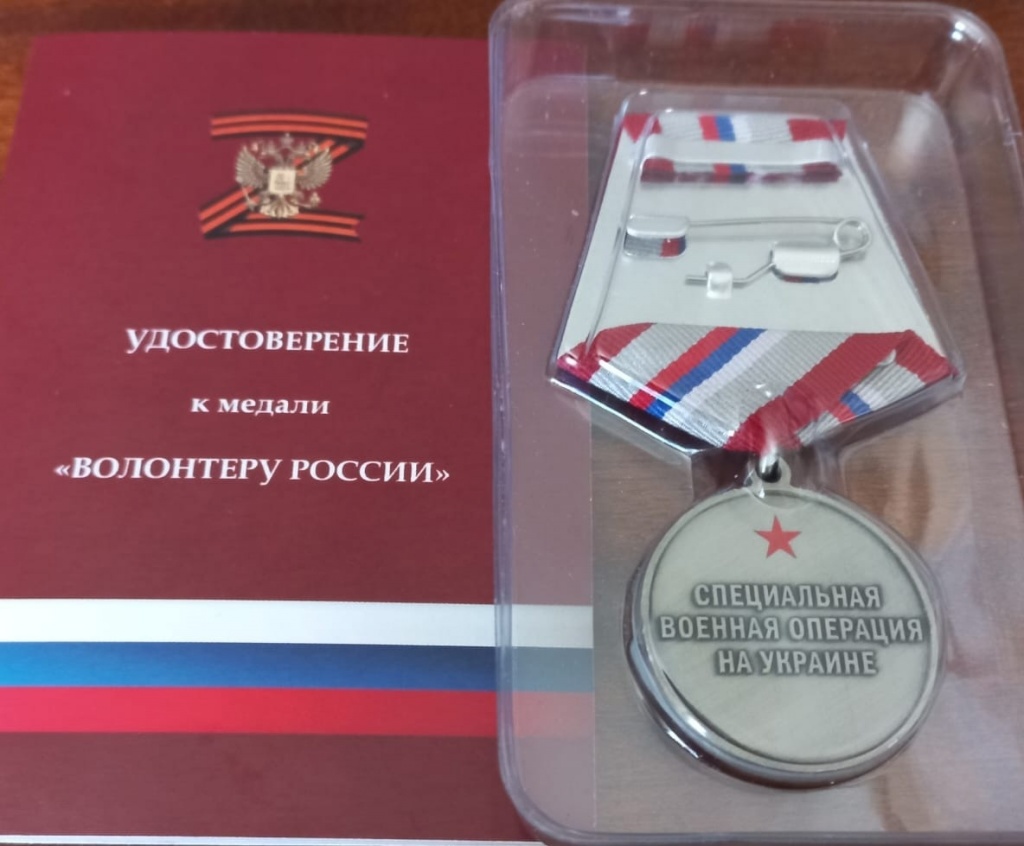 УДОСТОВЕРЕНИЕ
к медали
«ВОЛОНТЕРУ РОССИИ»
СПЕЦИАЛЬНАЯ
ВОЕННАЯ ОПЕРАЦИЯ
НА УКРАИНЕ